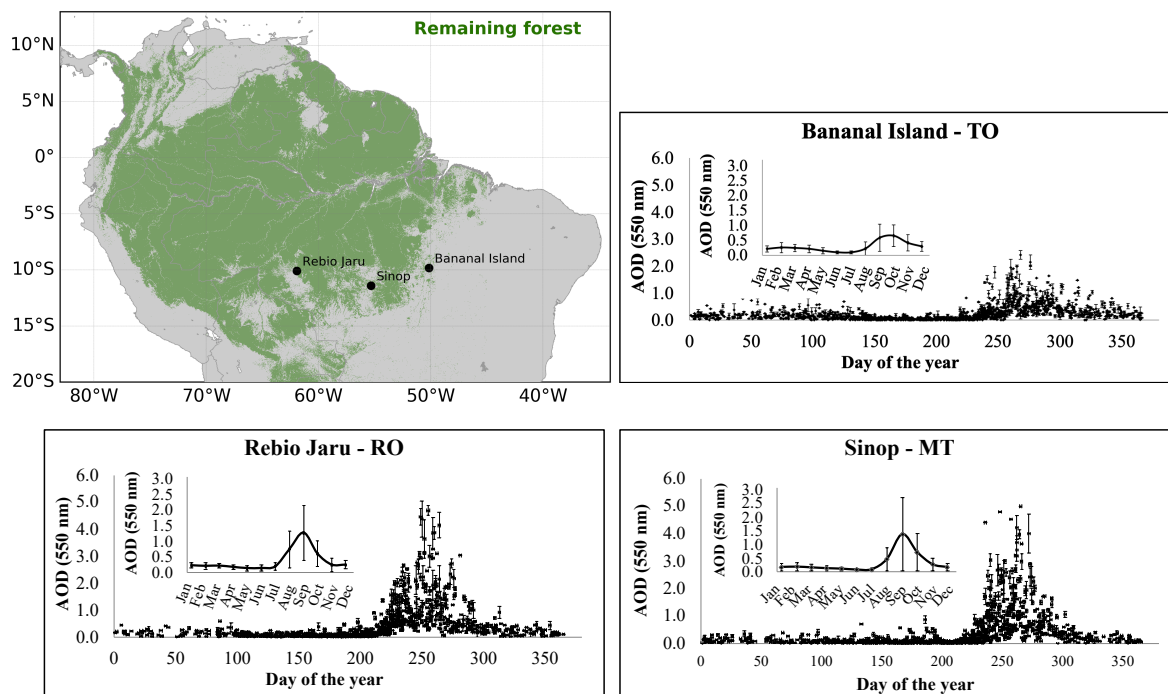 Remaining forest
10°N
5°N
0°
5°S
10°S
15°S
20°S
80°W
70°W
60°W
50°W
40°W
Rebio Jaru
Sinop
Bananal Island
Bananal Island - TO
AOD (550 nm)
6.0
5.0
4.0
3.0
2.0
1.0
0.0
0 50 100 150 200 250 300 350
Day of the year
AOD (550 nm)
3.0
2.5
2.0
1.5
1.0
0.5
0.0
Jan Feb Mar Apr May Jun Jul Aug Sep Oct Nov Dec
Rebio Jaru - RO
AOD (550 nm)
6.0
5.0
4.0
3.0
2.0
1.0
0.0
0 50 100 150 200 250 300 350
Day of the year
AOD (550 nm)
3.0
2.5
2.0
1.5
1.0
0.5
0.0
Jan Feb Mar Apr May Jun Jul Aug Sep Oct Nov Dec
Sinop - MT
AOD (550 nm)
6.0
5.0
4.0
3.0
2.0
1.0
0.0
0 50 100 150 200 250 300 350
Day of the year
AOD (550 nm)
3.0
2.5
2.0
1.5
1.0
0.5
0.0
Jan Feb Mar Apr May Jun Jul Aug Sep Oct Nov Dec